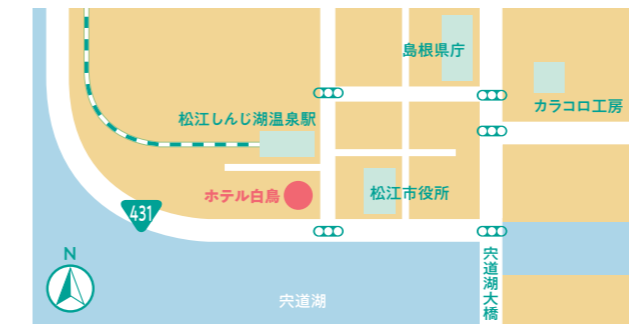 島根県庁
カラコロ工房
松江しんじ湖温泉駅
ホテル白鳥
松江市役所
431
N
宍道湖
宍道湖大橋